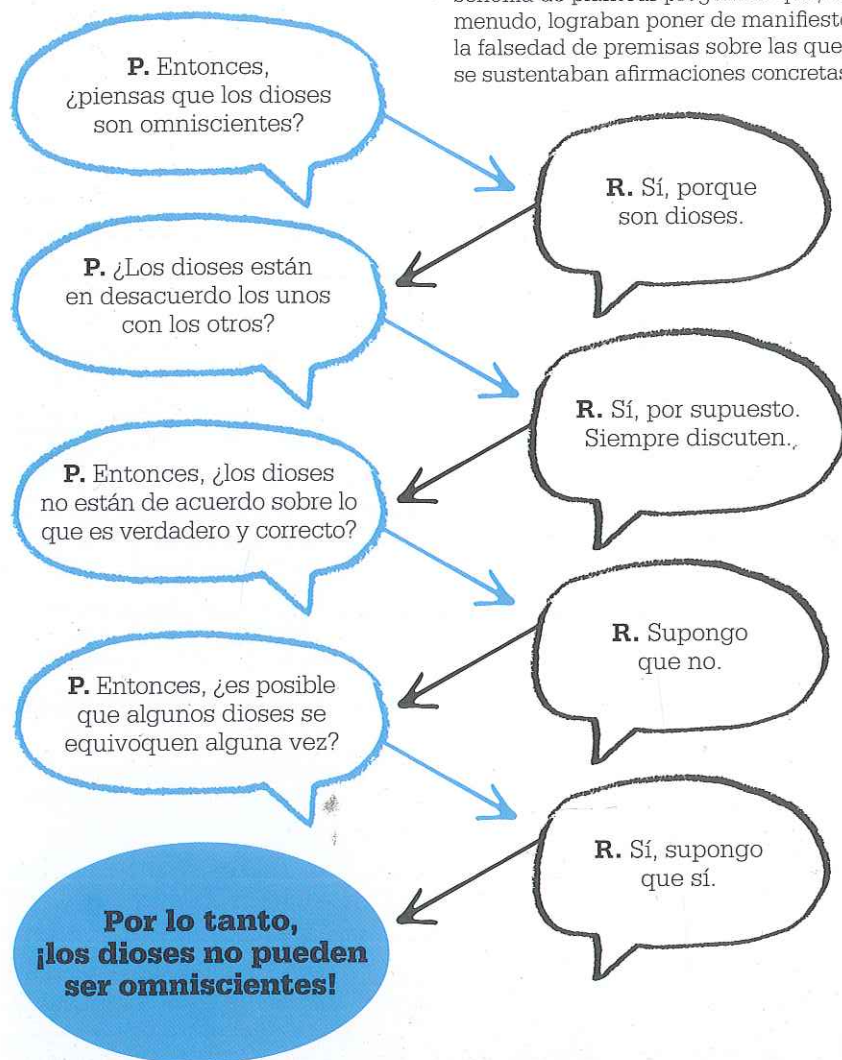 menudo, lograban poner de manifiesto
la falsedad de premisas sobre las que
se sustentaban afirmaciones concretas
P. Entonces,
¿piensas que los dioses
son omniscientes?
R. Sí, porque
son dioses.
P. ¿Los dioses están
en desacuerdo los unos
con los otros?
R. Sí, por supuesto.
Siempre discuten.
P. Entonces, ¿los dioses
no están de acuerdo sobre lo
que es verdadero y correcto?
R. Supongo
que no.
P. Entonces, ¿es posible
que algunos dioses se
equivoquen alguna vez?
R. Sí, supongo
que sí.
Por lo tanto,
¡los dioses no pueden
ser omniscientes!